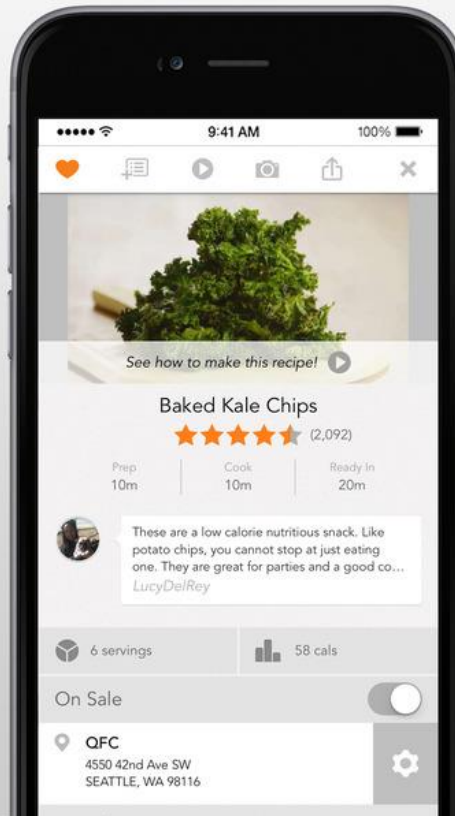 9:41 AM
100%
See how to make this recipe!
Baked Kale Chips
(2,092)
Prep
10m
Cook
10m
Ready In
20m
These are a low calorie nutritious snack. Like
potato chips, you cannot stop at just eating
one. They are great for parties and a good co...
LucyDelRey
6 servings
58 cals
On Sale
QFC
4550 42nd Ave SW
SEATTLE, WA 98116